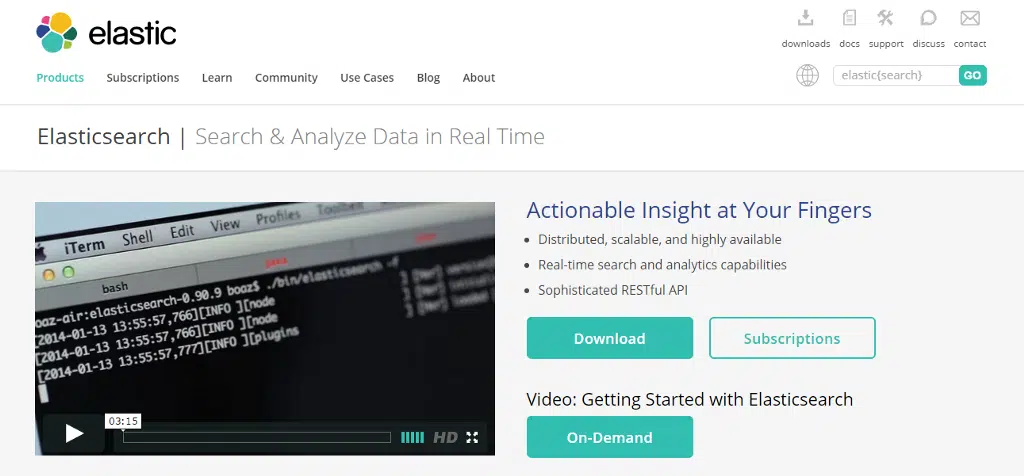 elastic
downloads docs support discuss contact
Products Subscriptions Learn Community Use Cases Blog About
elastic{search} GO
Elasticsearch | Search & Analyze Data in Real Time
iTerm Shell Edit View Profiles Toolbelt
bash
java
oaz-air:elasticsearch-0.90.9 boaz$ ./bin/elasticsearch -f
[2014-01-13 13:55:57,766][INFO ][node
[2014-01-13 13:55:57,766][INFO ][node
[2014-01-13 13:55:57,777][INFO ][plugins
03:15
HD
Actionable Insight at Your Fingers
Distributed, scalable, and highly available
Real-time search and analytics capabilities
Sophisticated RESTful API
Download Subscriptions
Video: Getting Started with Elasticsearch
On-Demand